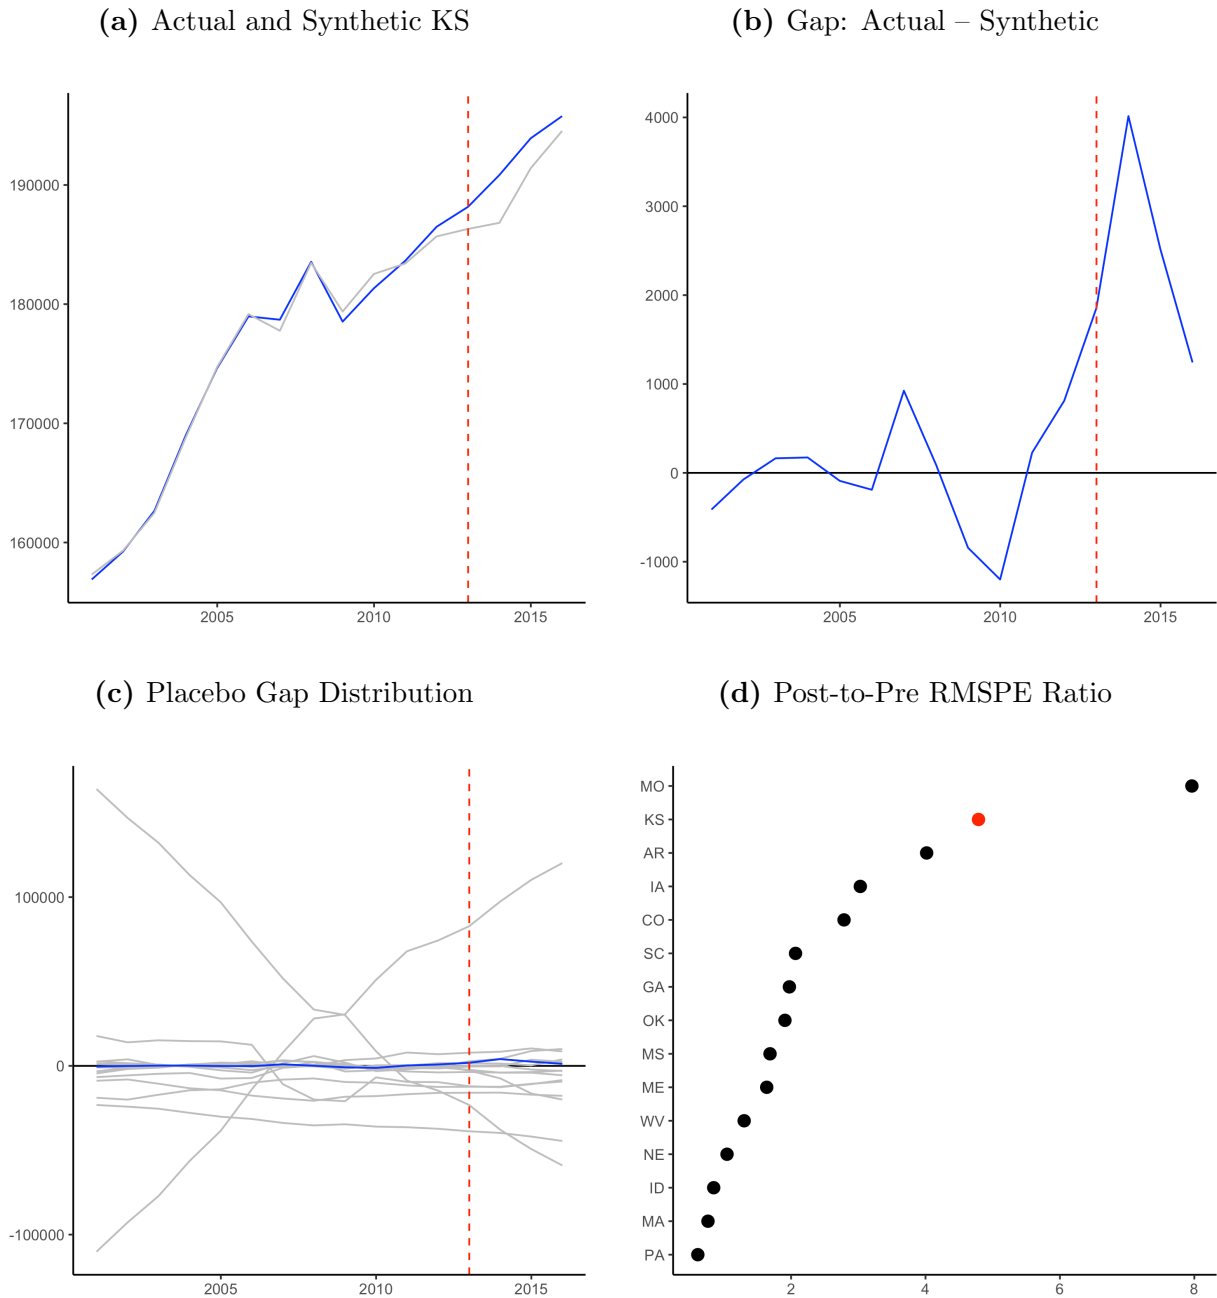 (a) Actual and Synthetic KS
190000
180000
170000
160000
2005 2010 2015
(b) Gap: Actual – Synthetic
4000
3000
2000
1000
0
-1000
2005 2010 2015
(c) Placebo Gap Distribution
100000
0
-100000
2005 2010 2015
(d) Post-to-Pre RMSPE Ratio
MO
KS
AR
IA
CO
SC
GA
OK
MS
ME
WV
NE
ID
MA
PA
2 4 6 8